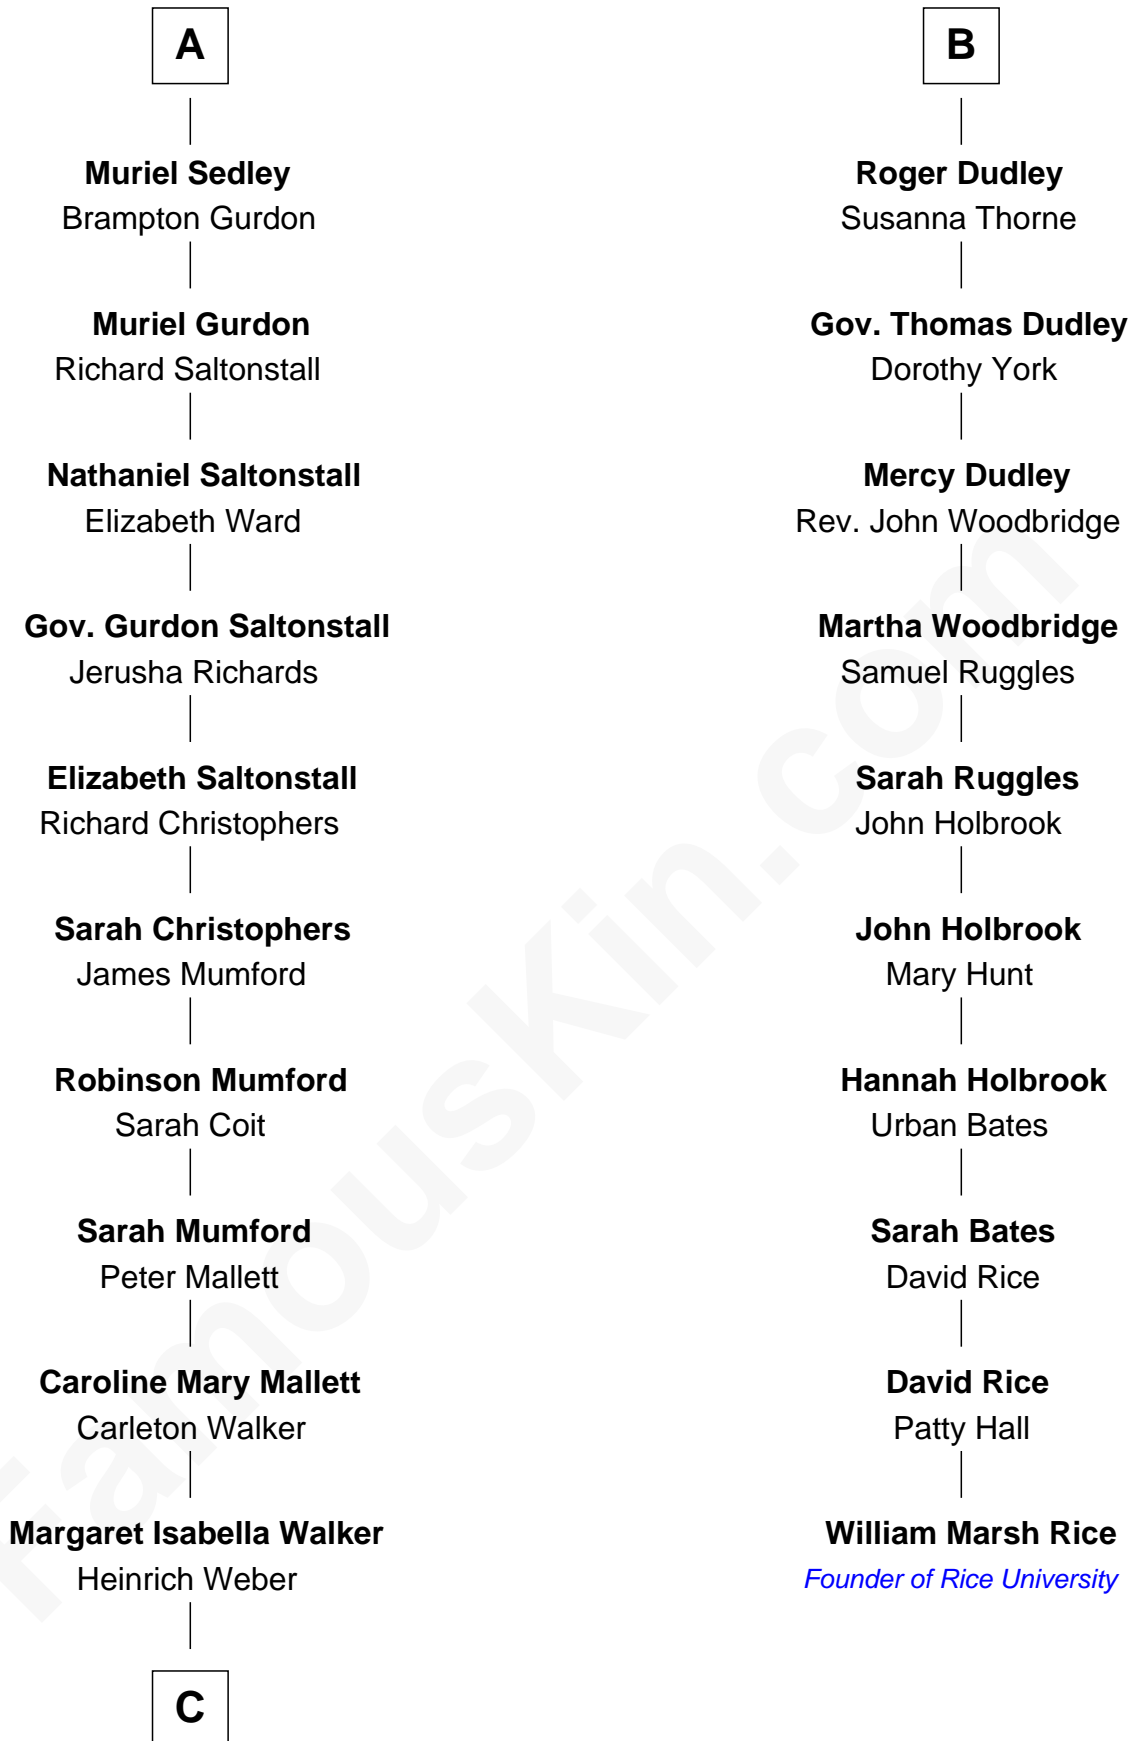 A
Muriel Sedley
Brampton Gurdon
Muriel Gurdon
Richard Saltonstall
Nathaniel Saltonstall
Elizabeth Ward
Gov. Gurdon Saltonstall
Jerusha Richards
Elizabeth Saltonstall
Richard Christophers
Sarah Christophers
James Mumford
Robinson Mumford
Sarah Coit
Sarah Mumford
Peter Mallett
Caroline Mary Mallett
Carleton Walker
Margaret Isabella Walker
Heinrich Weber
C
B
Roger Dudley
Susanna Thorne
Gov. Thomas Dudley
Dorothy York
Mercy Dudley
Rev. John Woodbridge
Martha Woodbridge
Samuel Ruggles
Sarah Ruggles
John Holbrook
John Holbrook
Mary Hunt
Hannah Holbrook
Urban Bates
Sarah Bates
David Rice
David Rice
Patty Hall
William Marsh Rice
Founder of Rice University
FamousKin.com